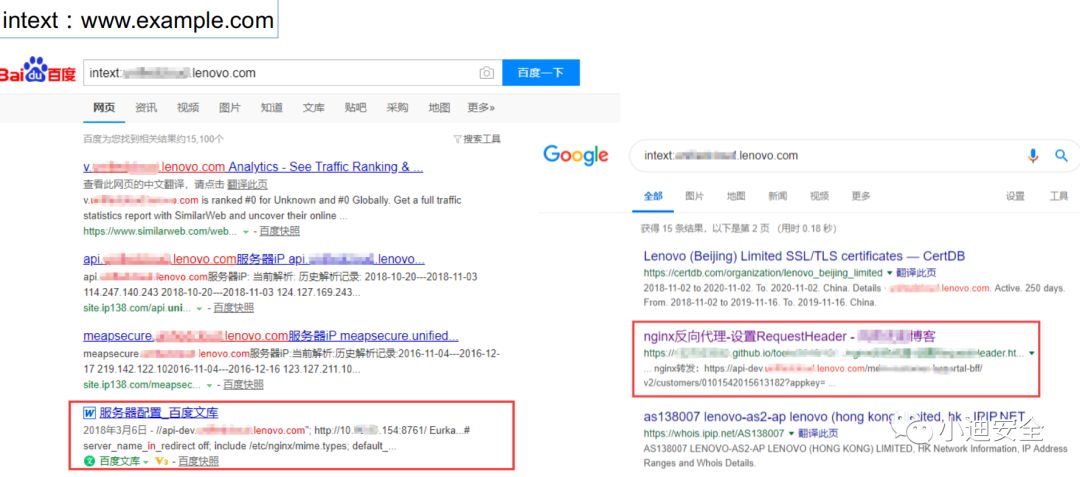 intext：www.example.com
Bai du 百度
intext: .lenovo.com
百度一下
网页 资讯 视频 图片 知道 文库 贴吧 采购 地图 更多»
百度为您找到相关结果约15,100个
搜索工具
v. .lenovo.com Analytics - See Traffic Ranking & ...
查看此网页的中文翻译，请点击 翻译此页
v. .com is ranked #0 for Unknown and #0 Globally. Get a full traffic
statistics report with SimilarWeb and uncover their online ...
https://www.similarweb.com/web... - 百度快照
api. .lenovo.com服务器iP api. .lenovo...
api. .lenovo.com服务器iP: 当前解析: 历史解析记录: 2018-10-20---2018-11-03
114.247.140.243 2018-10-20---2018-11-03 124.127.169.243...
site.ip138.com/api.uni... - 百度快照
meapsecure. .lenovo.com服务器iP meapsecure.unified...
meapsecure. .lenovo.com服务器iP:当前解析:历史解析记录:2016-11-04---2016-12-
17 219.142.122.102016-11-04---2016-12-16 123.127.211.10...
site.ip138.com/meapsec... - 百度快照
服务器配置_百度文库
2018年3月6日 - //api-dev. .lenovo.com"; http://10. .154:8761/ Eurka...#
server_name_in_redirect off; include /etc/nginx/mime.types; default_...
百度文库 V3 - 百度快照
Google
intext: .lenovo.com
全部 图片 地图 新闻 视频 更多 设置 工具
获得 15 条结果，以下是第 2 页 （用时 0.18 秒）
Lenovo (Beijing) Limited SSL/TLS certificates — CertDB
https://certdb.com/organization/lenovo_beijing_limited 翻译此页
2018-11-02 to 2020-11-02. To. 2020-11-02. China. Details · .lenovo.com. Active. 250 days.
From. 2018-11-02 to 2019-11-16. To. 2019-11-16. China.
nginx反向代理-设置RequestHeader - 博客
https:// .github.io/ eader.ht...
... nginx转发：https://api-dev. .lenovo.com/ portal-bff/
v2/customers/0101542015613182?appkey= ...
as138007 lenovo-as2-ap lenovo (hong kong) limited, hk - IPIP.NET
https://whois.ipip.net/AS138007 翻译此页
AS138007 LENOVO-AS2-AP LENOVO (HONG KONG) LIMITED, HK Network Information, IP Address
Ranges and Whois Details.
小迪安全